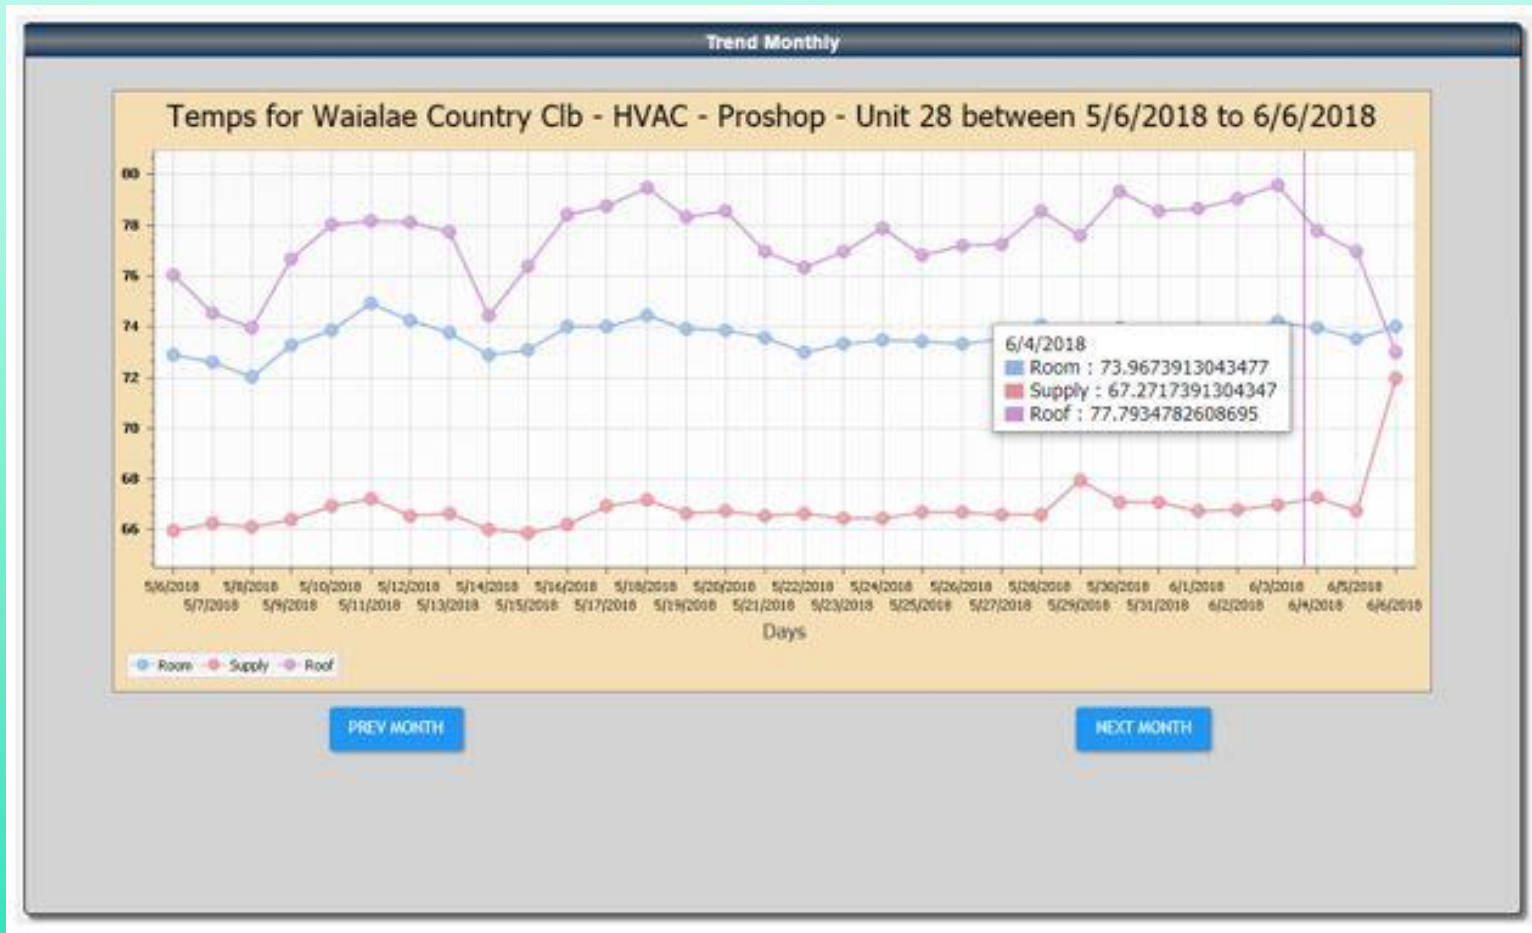 Trend Monthly
Temps for Waialae Country Clb - HVAC - Proshop - Unit 28 between 5/6/2018 to 6/6/2018
80
78
76
74
72
70
68
66
6/4/2018
Room : 73.9673913043477
Supply : 67.2717391304347
Roof : 77.7934782608695
5/6/2018 5/8/2018 5/10/2018 5/12/2018 5/14/2018 5/16/2018 5/18/2018 5/20/2018 5/22/2018 5/24/2018 5/26/2018 5/28/2018 5/30/2018 6/1/2018 6/3/2018 6/5/2018
5/7/2018 5/9/2018 5/11/2018 5/13/2018 5/15/2018 5/17/2018 5/19/2018 5/21/2018 5/23/2018 5/25/2018 5/27/2018 5/29/2018 5/31/2018 6/2/2018 6/4/2018 6/6/2018
Days
Room Supply Roof
PREV MONTH NEXT MONTH